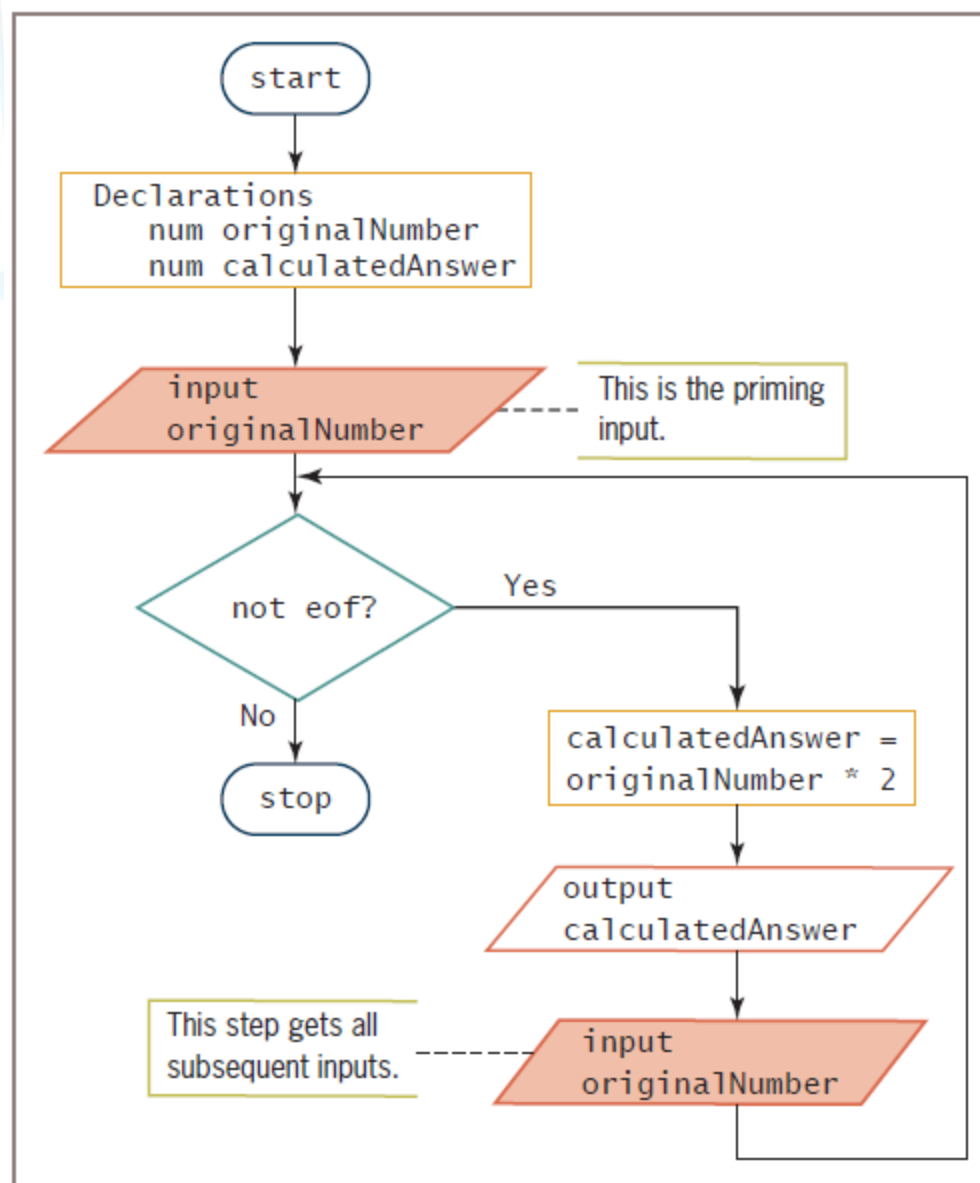 start
Declarations
num originalNumber
num calculatedAnswer
input
originalNumber
This is the priming
input.
not eof?
Yes
No
stop
calculatedAnswer =
originalNumber * 2
output
calculatedAnswer
This step gets all
subsequent inputs.
input
originalNumber